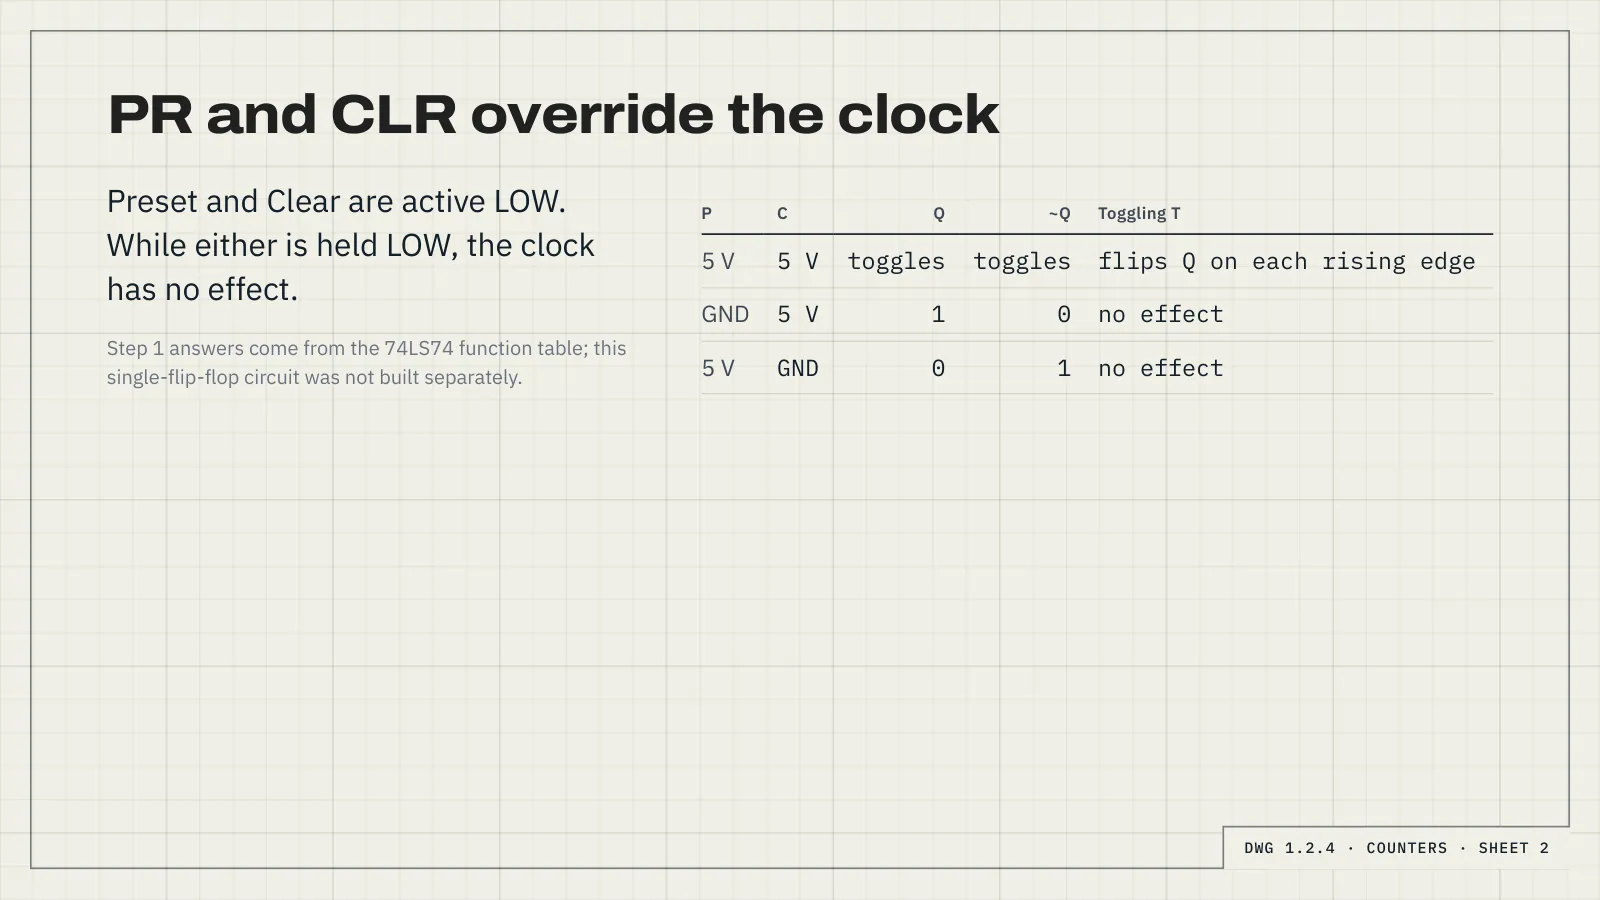 PR and CLR override the clock
Preset and Clear are active LOW.
While either is held LOW, the clock
has no effect.
Step 1 answers come from the 74LS74 function table; this
single-flip-flop circuit was not built separately.
P C Q ~Q Toggling T
5 V 5 V toggles toggles flips Q on each rising edge
GND 5 V 1 0 no effect
5 V GND 0 1 no effect
DWG 1.2.4 · COUNTERS · SHEET 2